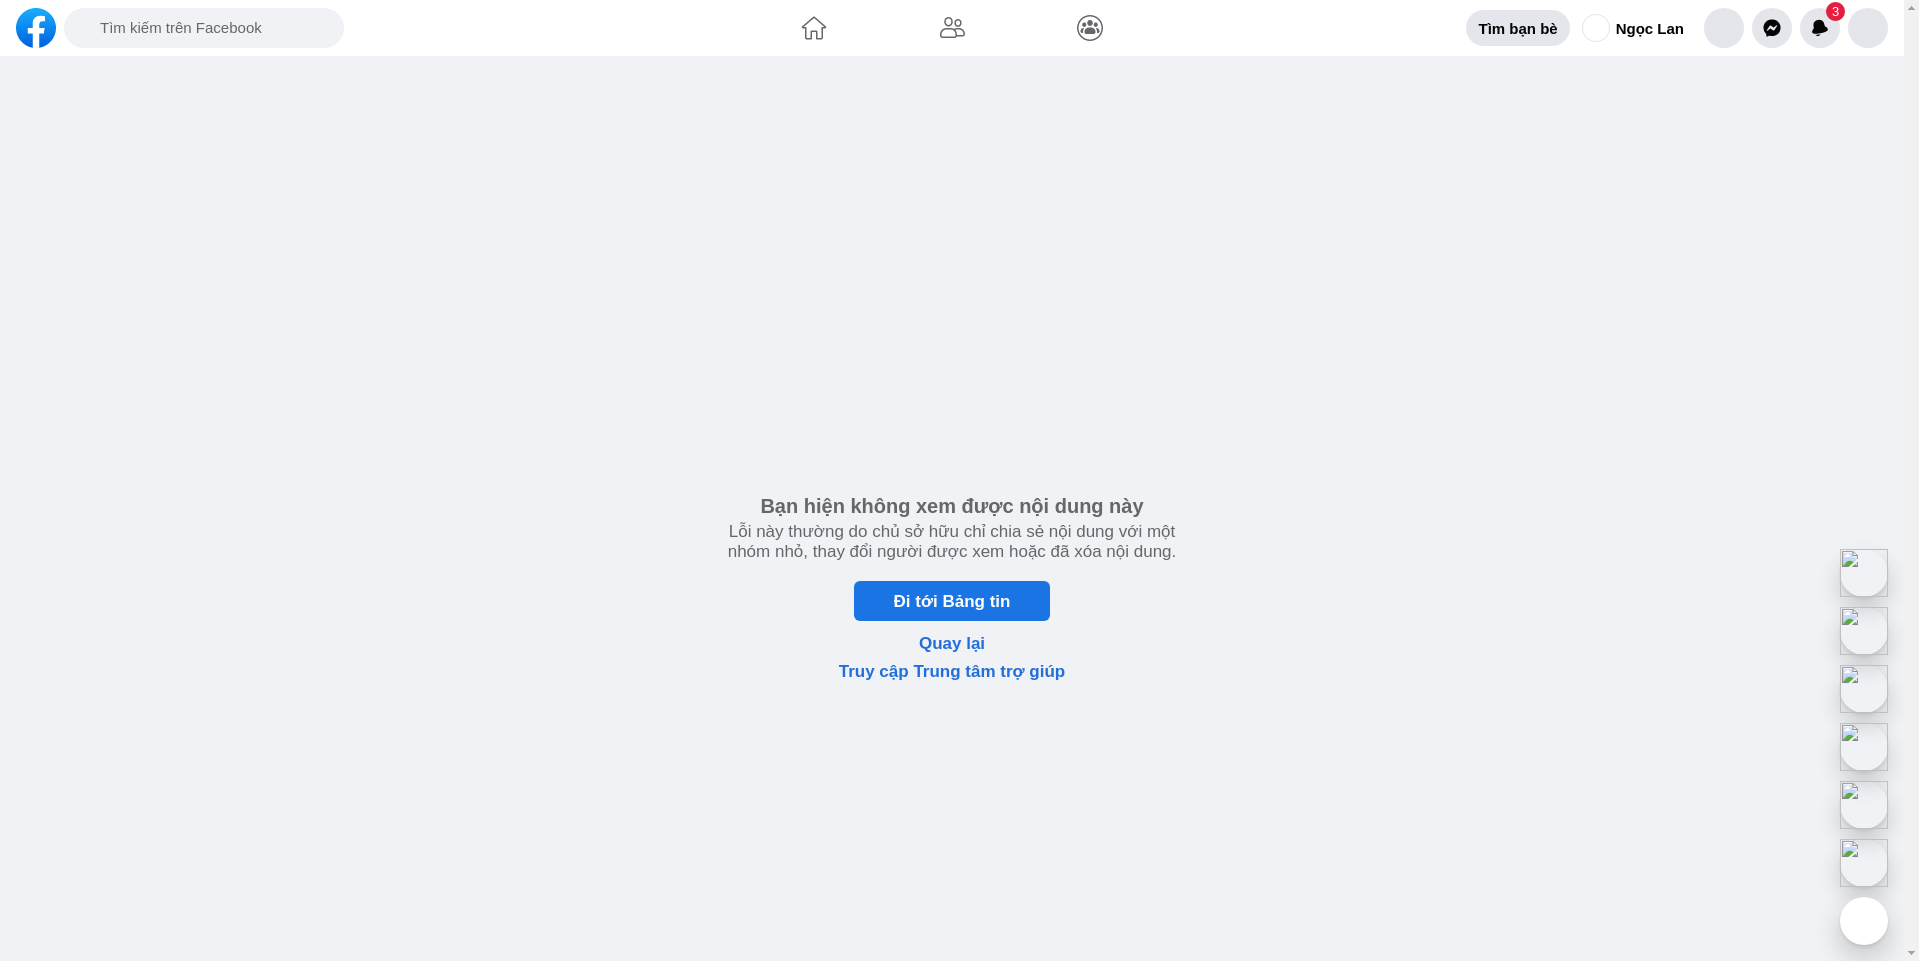 Tìm kiếm trên Facebook
Tìm bạn bè
Ngọc Lan
3
Bạn hiện không xem được nội dung này
Lỗi này thường do chủ sở hữu chỉ chia sẻ nội dung với một
nhóm nhỏ, thay đổi người được xem hoặc đã xóa nội dung.
Đi tới Bảng tin
Quay lại
Truy cập Trung tâm trợ giúp